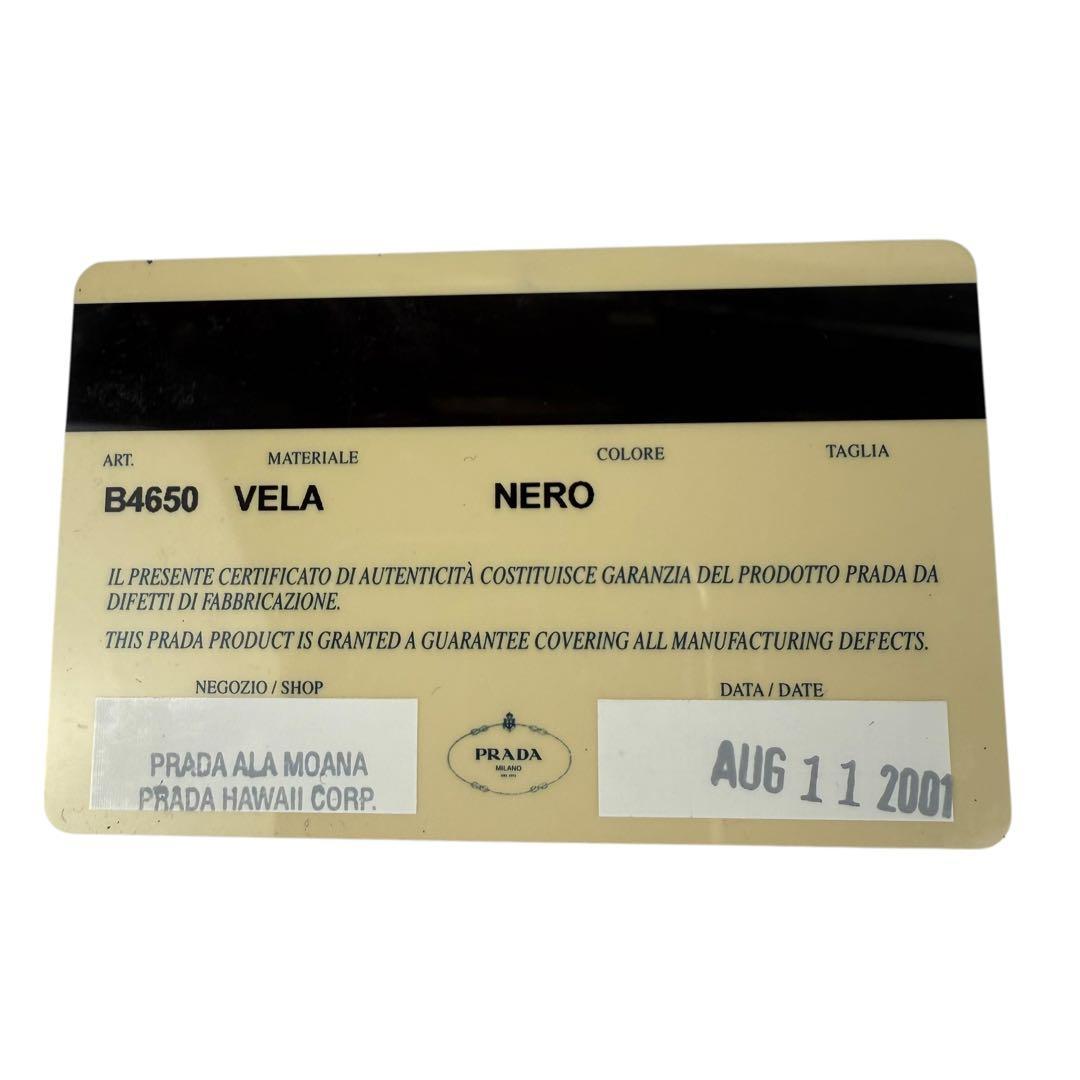 ART. MATERIALE COLORE TAGLIA
B4650 VELA NERO
IL PRESENTE CERTIFICATO DI AUTENTICITÀ COSTITUISCE GARANZIA DEL PRODOTTO PRADA DA
DIFETTI DI FABBRICAZIONE.
THIS PRADA PRODUCT IS GRANTED A GUARANTEE COVERING ALL MANUFACTURING DEFECTS.
NEGOZIO / SHOP
PRADA ALA MOANA
PRADA HAWAII CORP.
PRADA
MILANO
DATA / DATE
AUG 11 2001